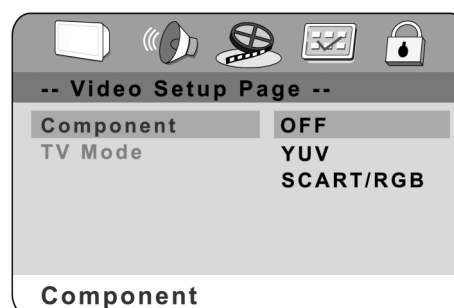 -- Video Setup Page --
Component OFF
TV Mode YUV
SCART/RGB
Component